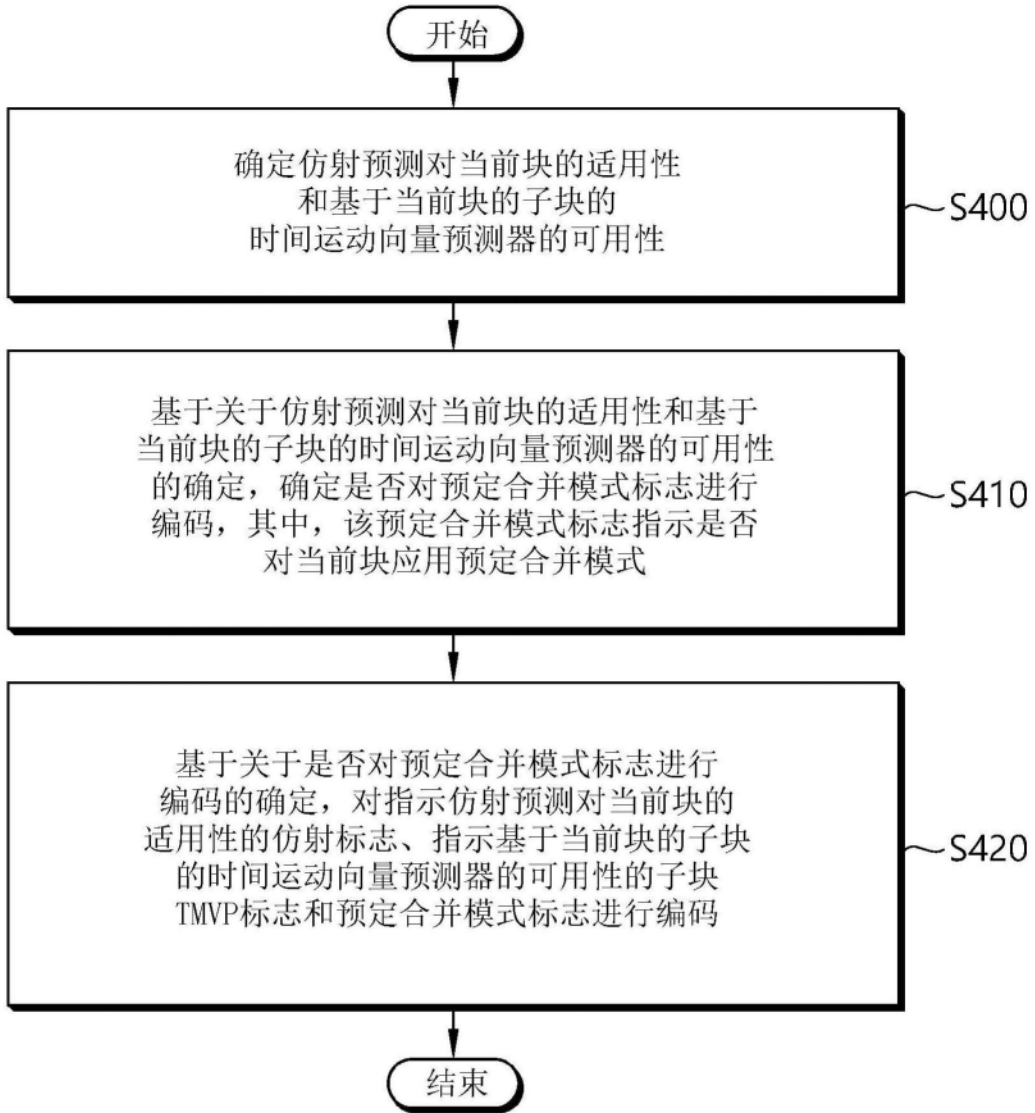 开始
确定仿射预测对当前块的适用性
和基于当前块的子块的
时间运动向量预测器的可用性
S400
基于关于仿射预测对当前块的适用性和基于
当前块的子块的时间运动向量预测器的可用性
的确定，确定是否对预定合并模式标志进行
编码，其中，该预定合并模式标志指示是否
对当前块应用预定合并模式
S410
基于关于是否对预定合并模式标志进行
编码的确定，对指示仿射预测对当前块的
适用性的仿射标志、指示基于当前块的子块
的时间运动向量预测器的可用性的子块
TMVP标志和预定合并模式标志进行编码
S420
结束